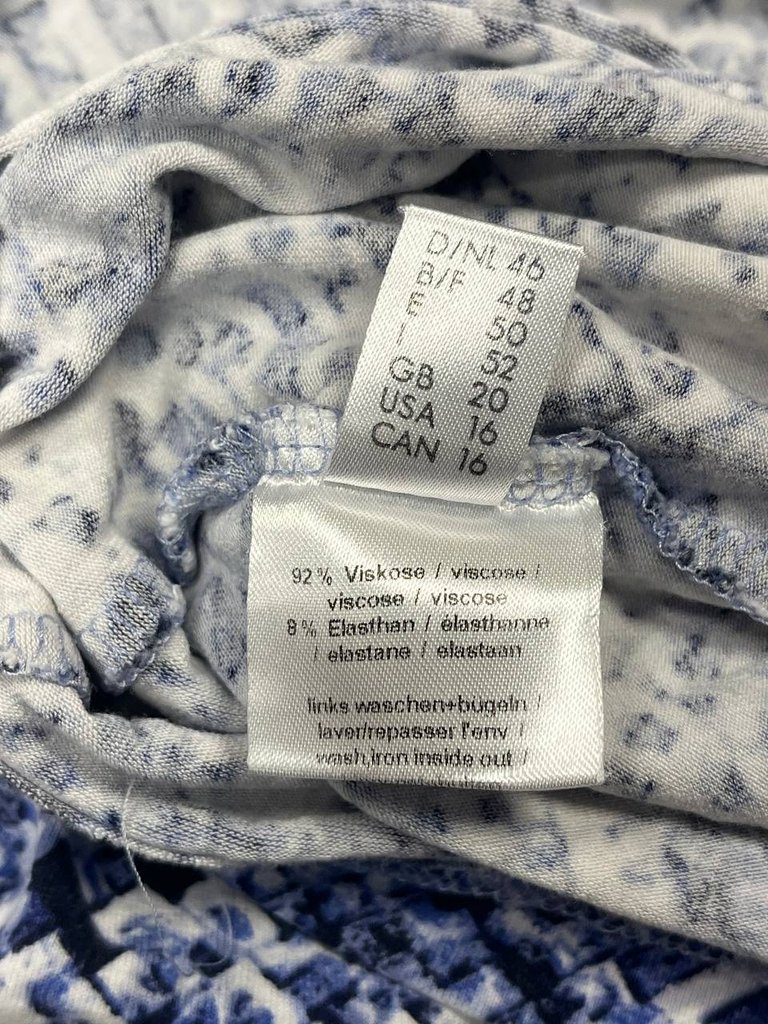 D/NL 46
B/F 48
E 50
I 52
GB 20
USA 16
CAN 16
92% Viskose / viscose /
viscose / viscose
8% Elasthan / élasthanne
/ elastane / elastaan
links waschen+bügeln /
laver/repasser l'env /
wash,iron inside out /